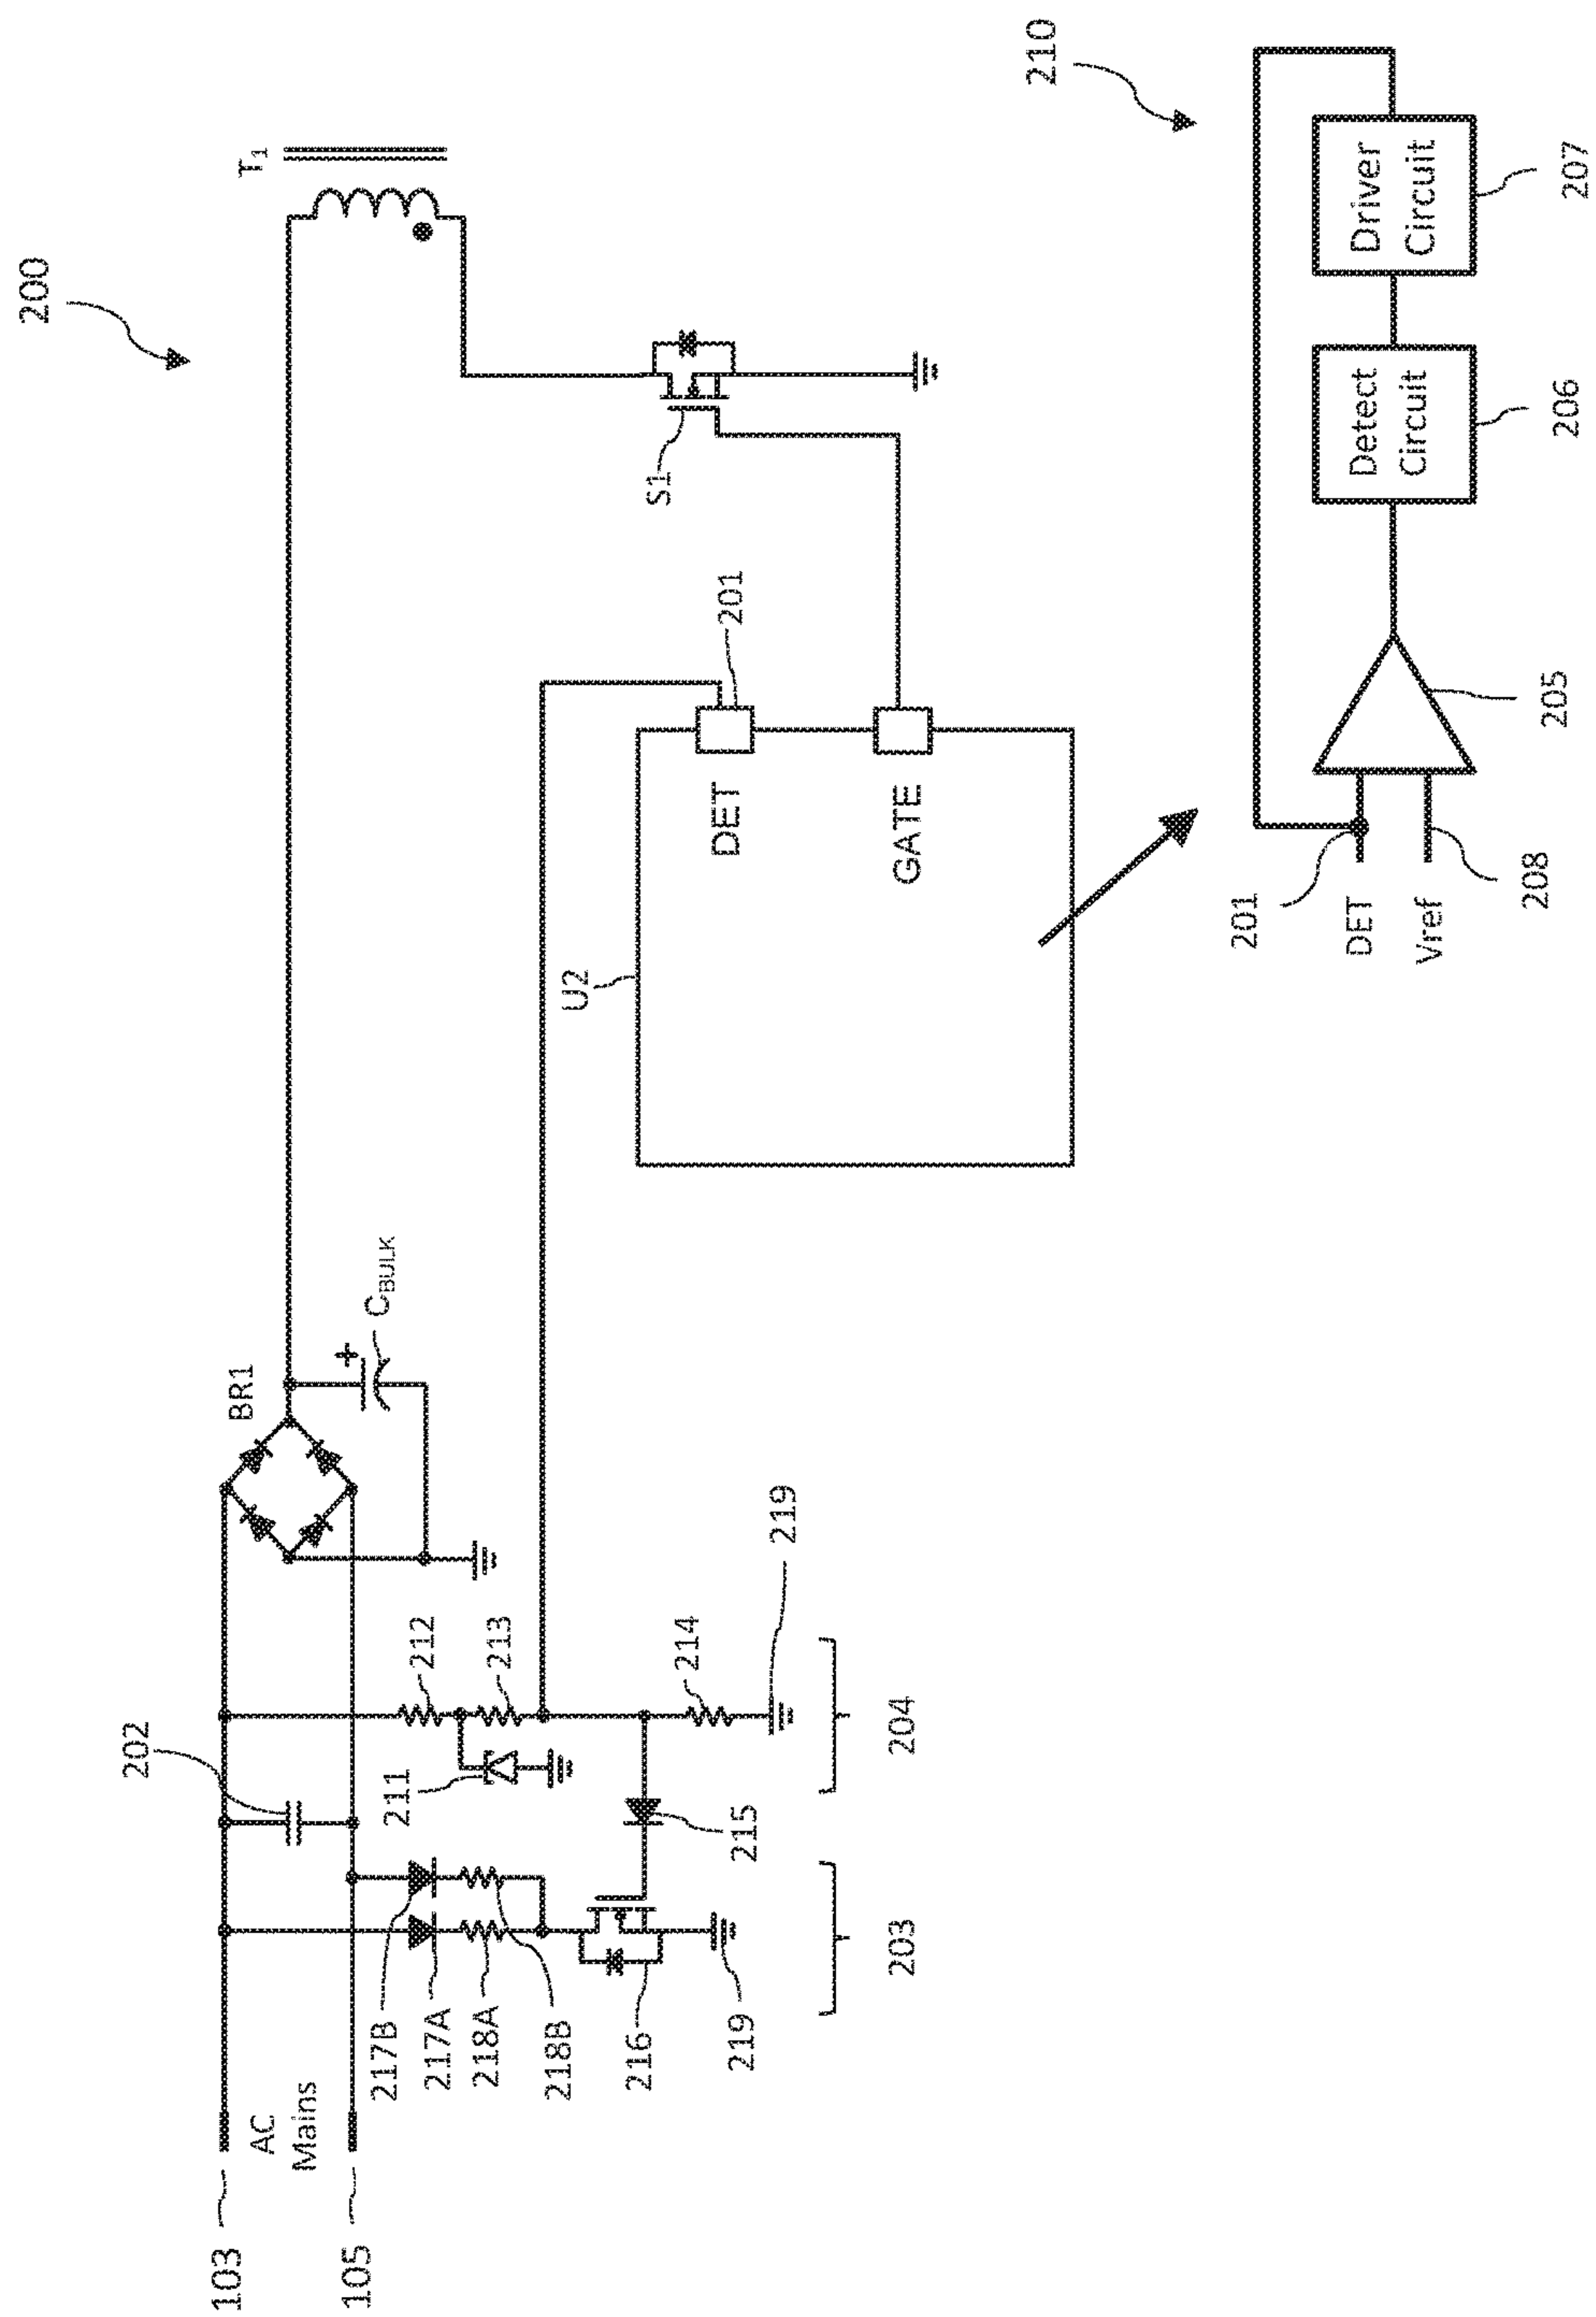 200
T1
BR1
+
CBULK
202
103
AC
Mains
105
212
213
211
217B
217A
218A
218B
214
215
216
219
219
203
204
U2
DET
201
GATE
S1
210
201
DET
Vref
208
205
Detect
Circuit
206
Driver
Circuit
207